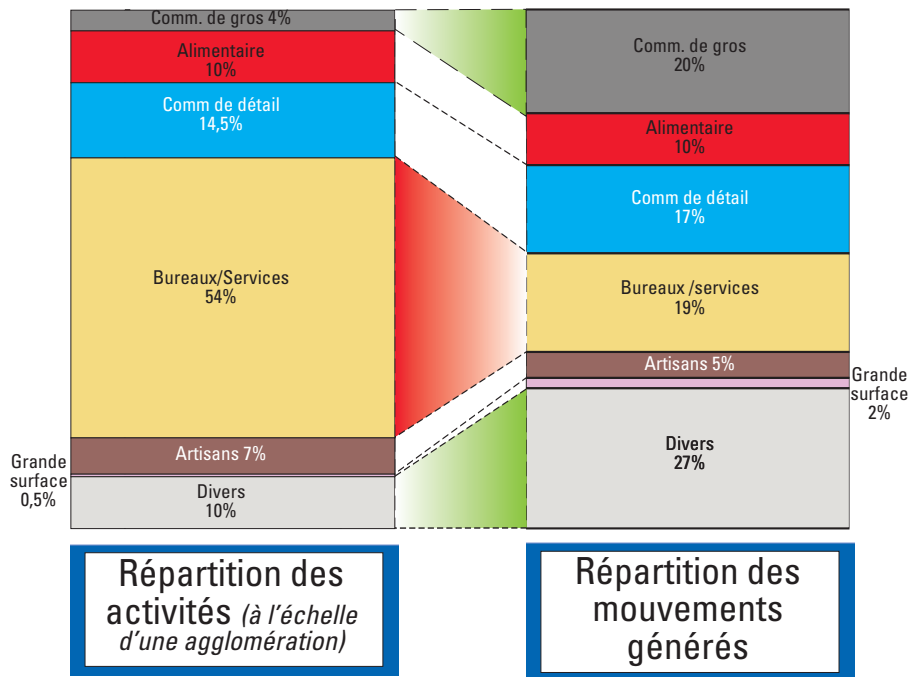 Comm. de gros 4%
Alimentaire
10%
Comm de détail
14,5%
Bureaux/Services
54%
Artisans 7%
Grande
surface
0,5%
Divers
10%
Comm. de gros
20%
Alimentaire
10%
Comm de détail
17%
Bureaux /services
19%
Artisans 5%
Grande
surface
2%
Divers
27%
Répartition des
activités (à l'échelle
d'une agglomération)
Répartition des
mouvements
générés